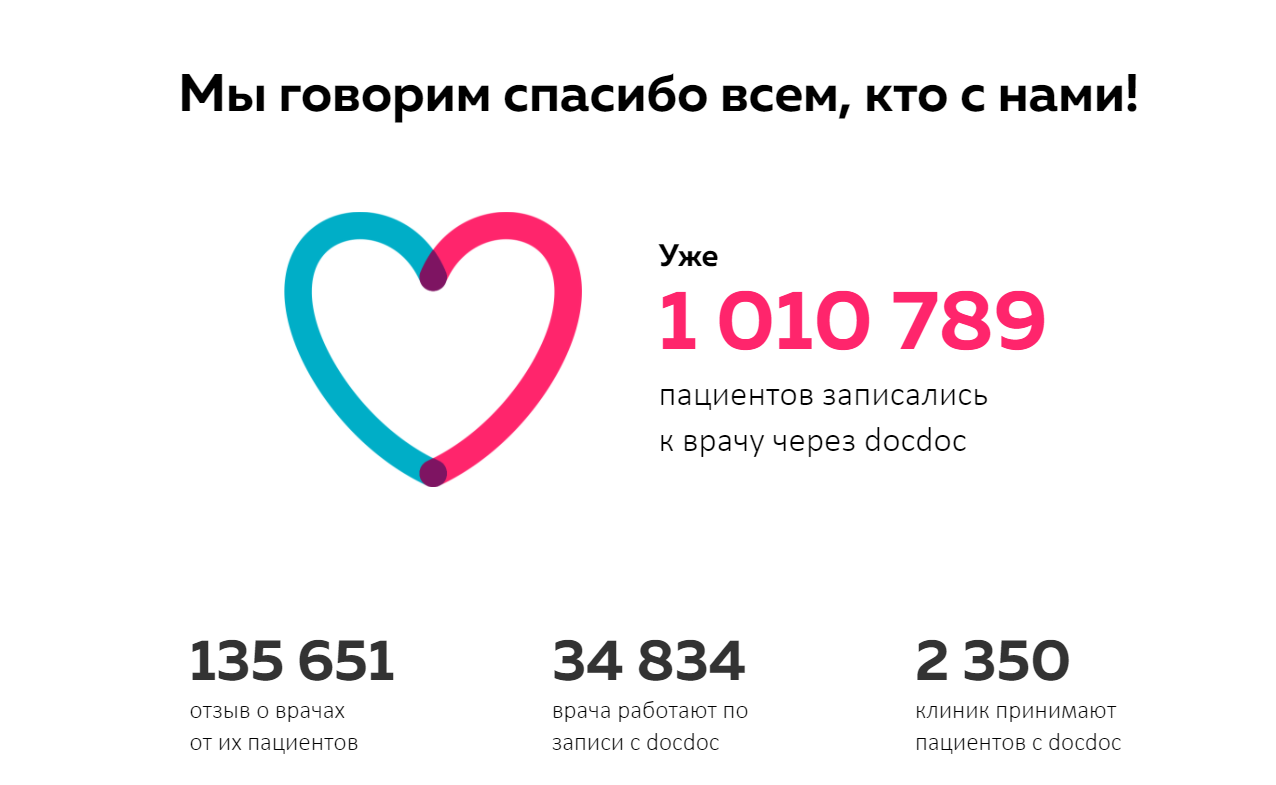 Мы говорим спасибо всем, кто с нами!
Уже
1 010 789
пациентов записались
к врачу через docdoc
135 651
отзыв о врачах
от их пациентов
34 834
врача работают по
записи с docdoc
2 350
клиник принимают
пациентов с docdoc